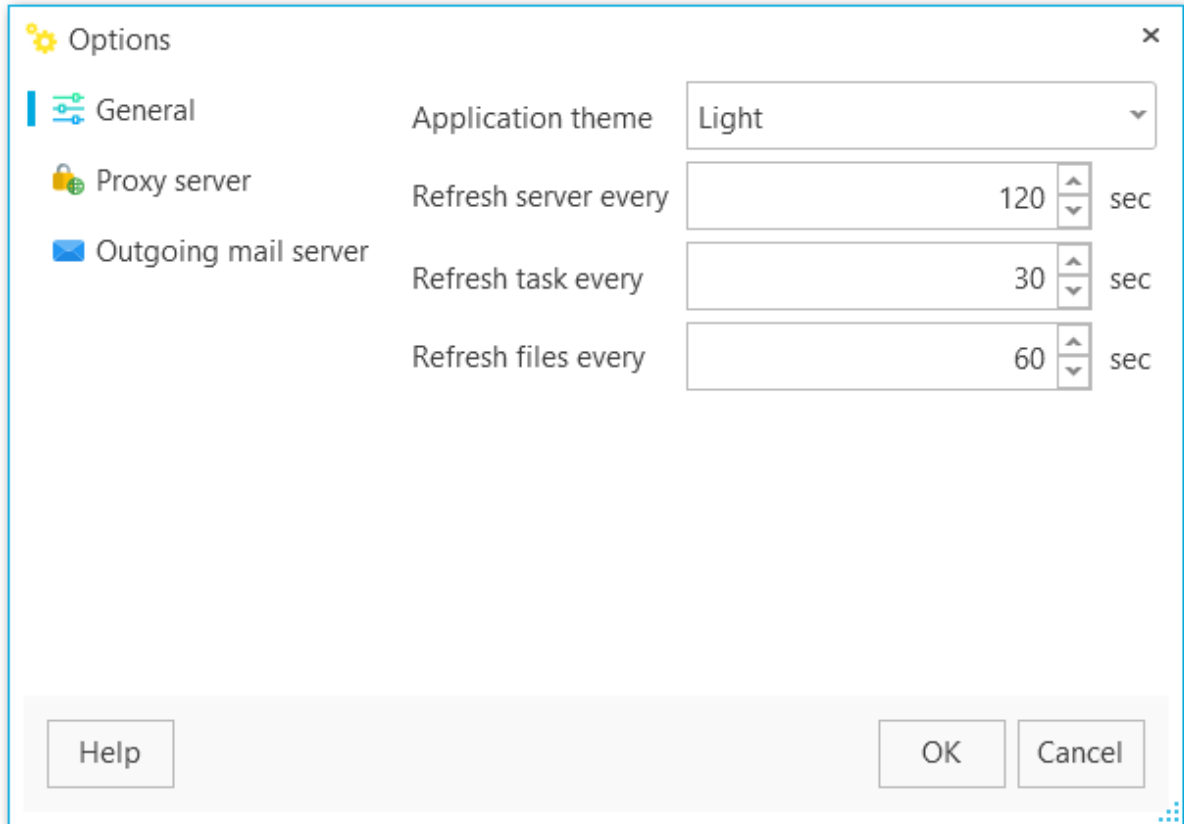 Options
General
Proxy server
Outgoing mail server
Application theme Light
Refresh server every 120 sec
Refresh task every 30 sec
Refresh files every 60 sec
Help OK Cancel